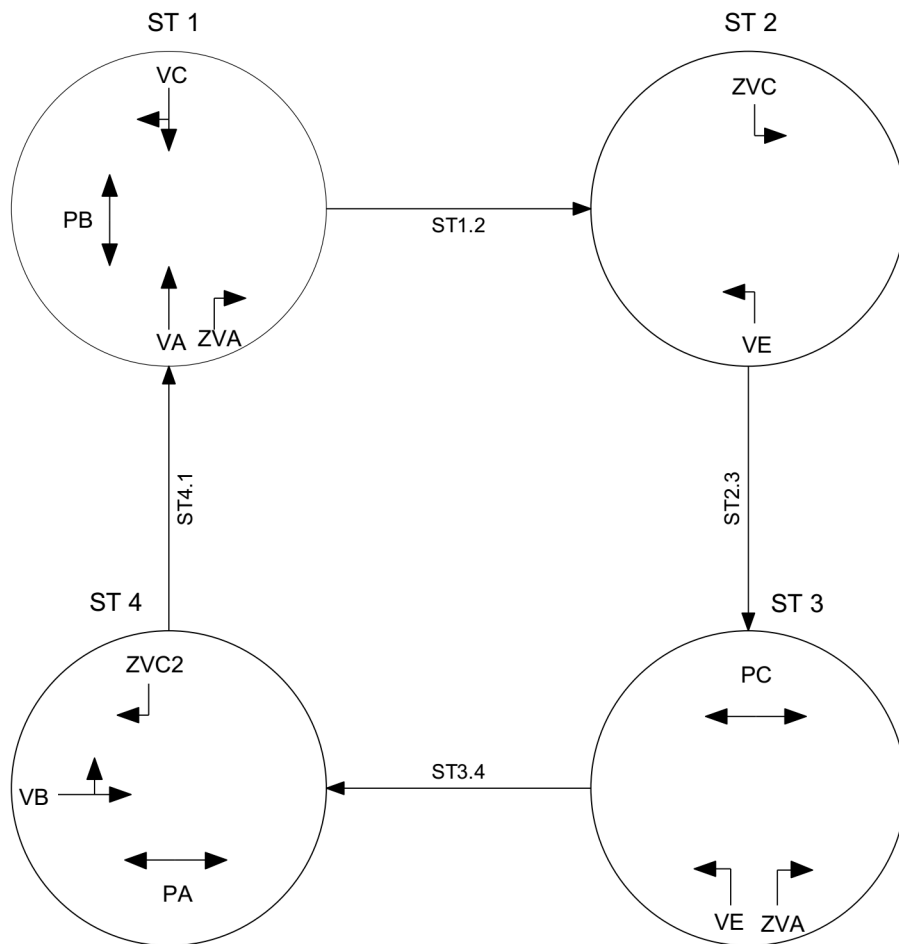 ST 1
ST 2
VC
ZVC
PB
ST1.2
VA
ZVA
VE
ST4.1
ST2.3
ST 4
ST 3
ZVC2
PC
ST3.4
VB
PA
VE
ZVA